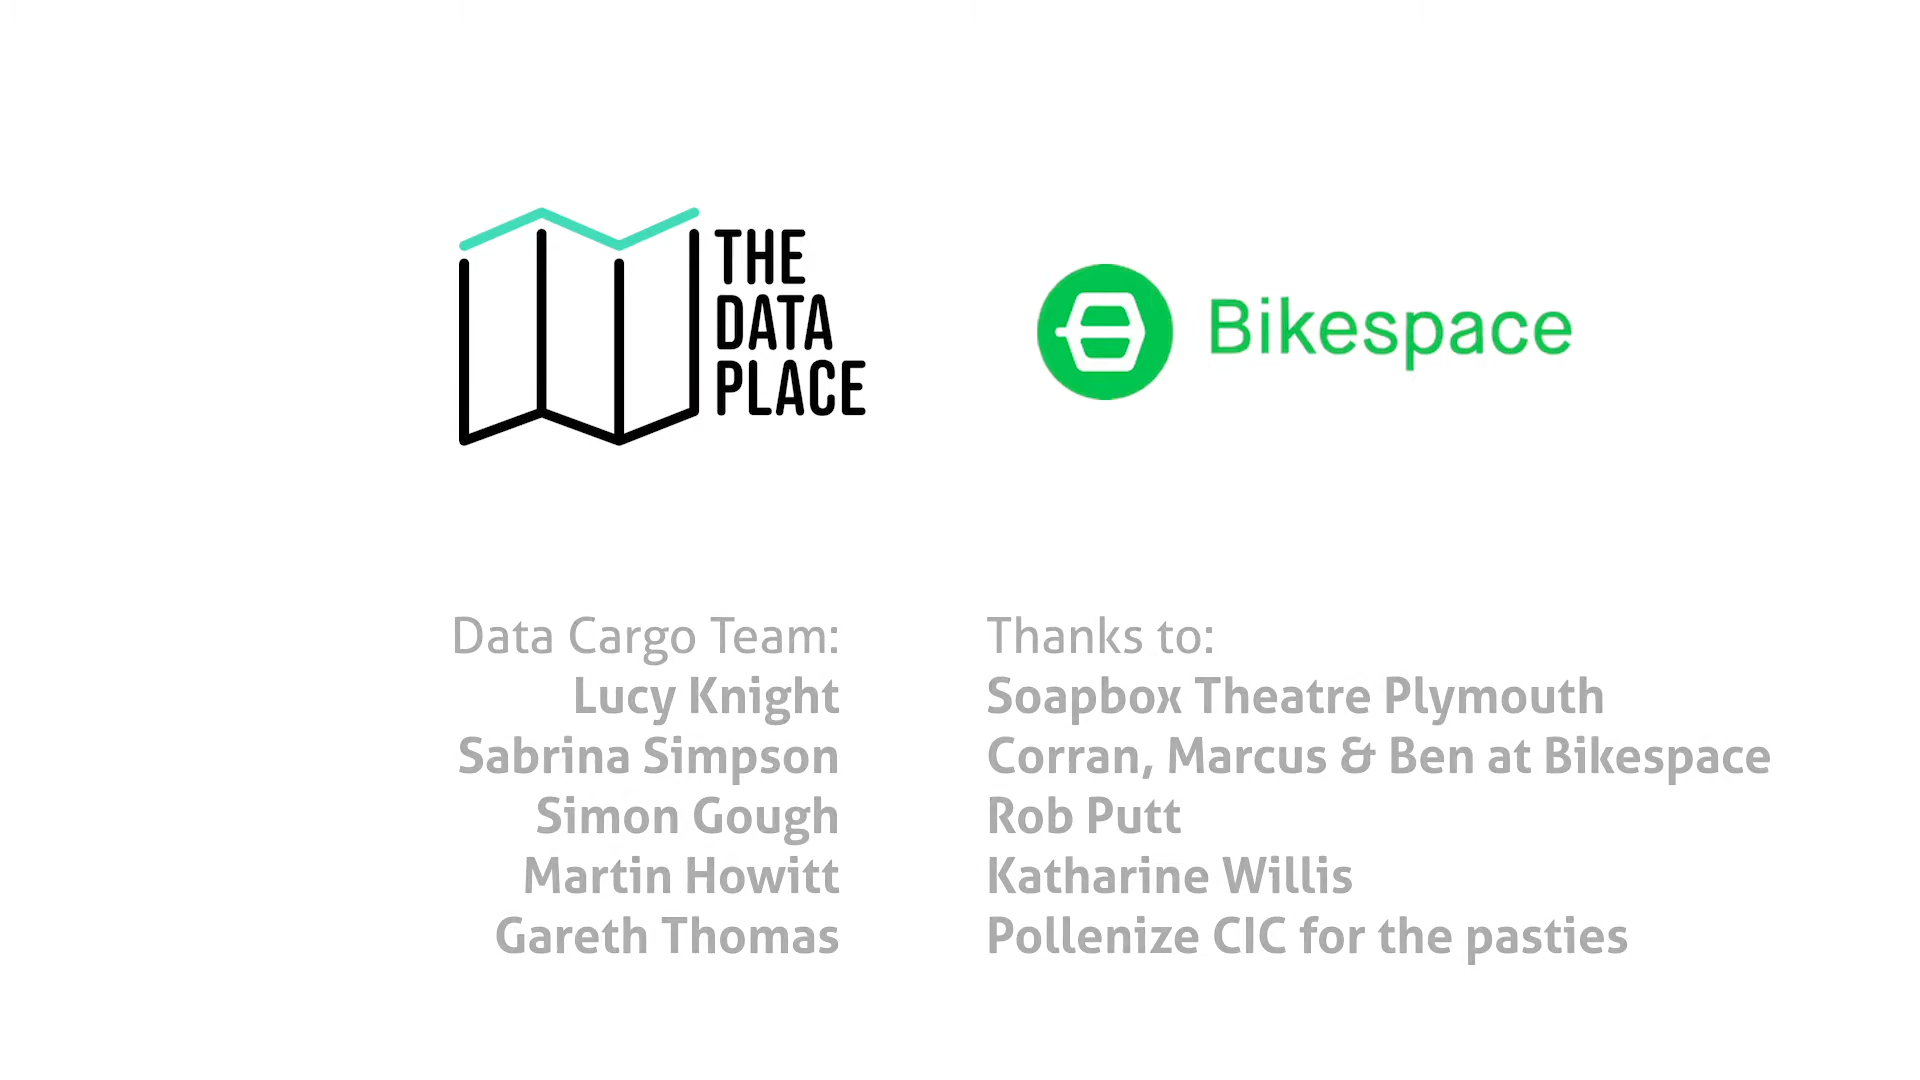 THE
DATA
PLACE
Bikespace
Data Cargo Team:
Lucy Knight
Sabrina Simpson
Simon Gough
Martin Howitt
Gareth Thomas
Thanks to:
Soapbox Theatre Plymouth
Corran, Marcus & Ben at Bikespace
Rob Putt
Katharine Willis
Pollenize CIC for the pasties